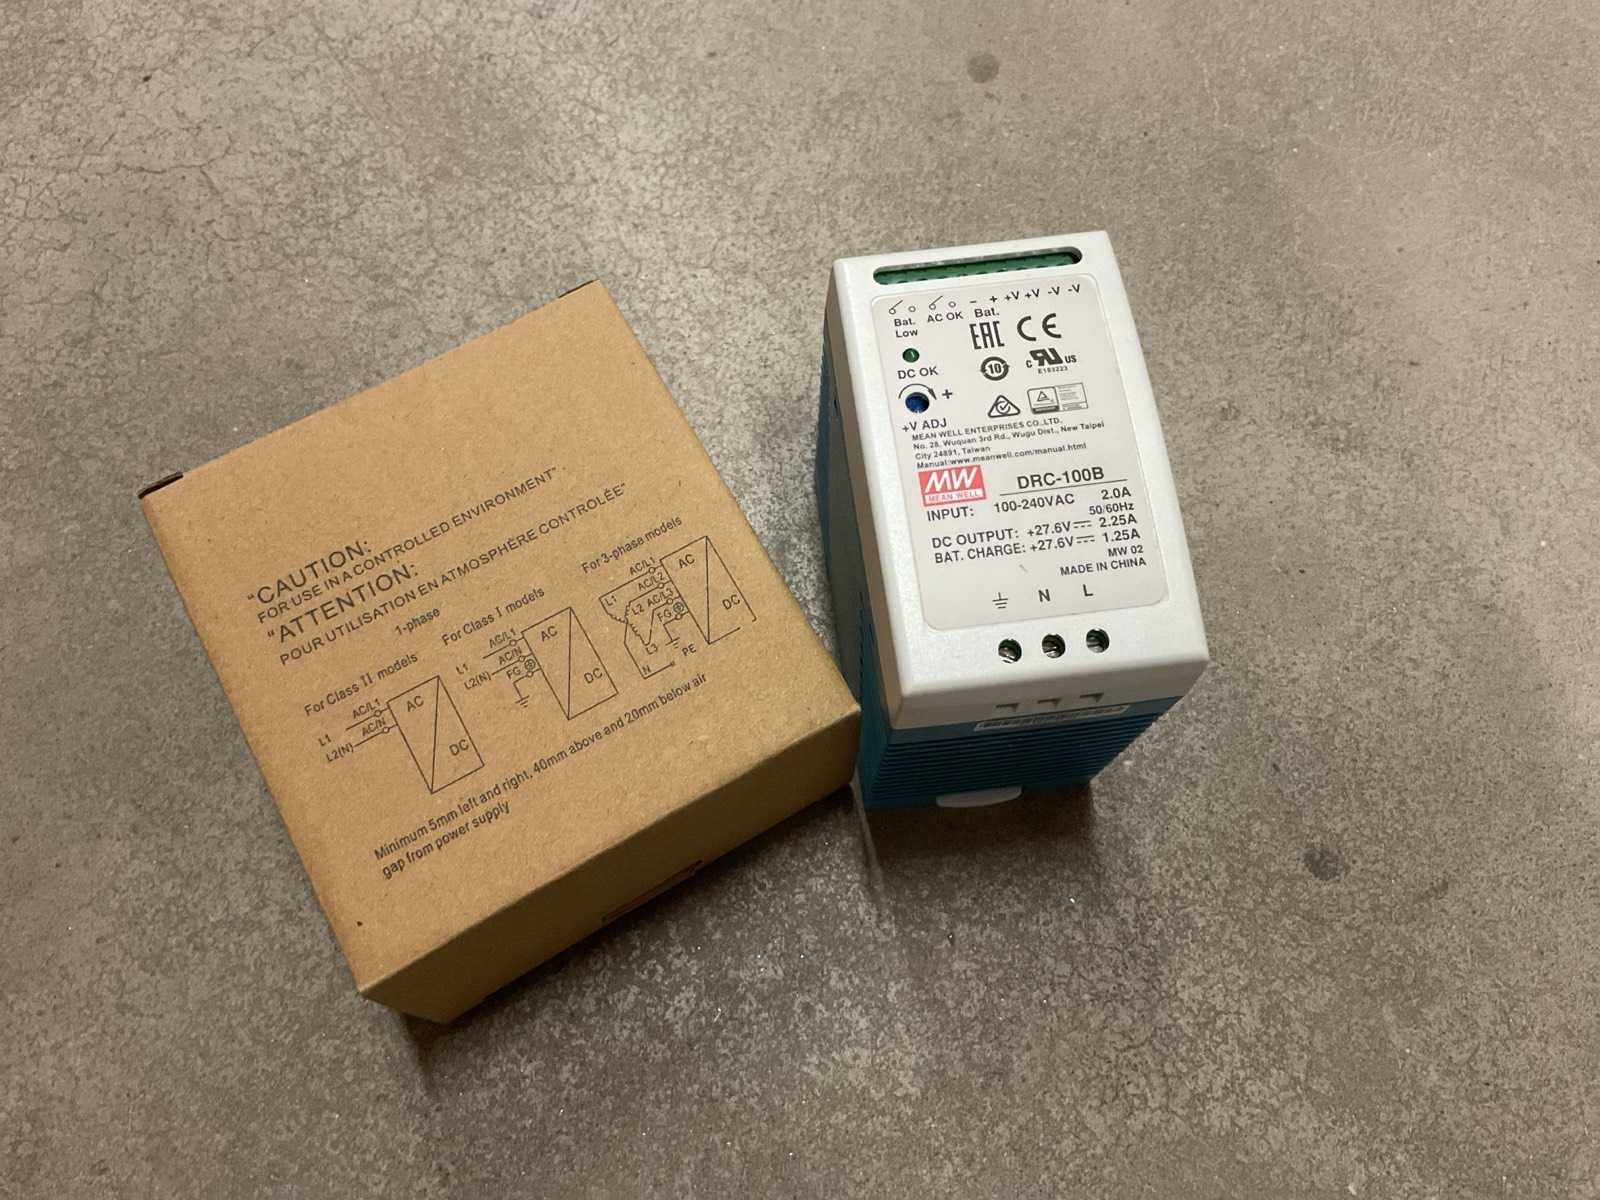 "CAUTION:
FOR USE IN A CONTROLLED ENVIRONMENT"
"ATTENTION:
POUR UTILISATION EN ATMOSPHÈRE CONTROLÉE"
1-phase
For Class II models
For Class I models
For 3-phase models
L1
L2(N)
AC/L1
AC/N
AC
DC
L1
L2(N)
AC/L1
AC/N
FG
AC
DC
L1
L2
L3
N
AC/L1
AC/L2
AC/L3
FG
PE
AC
DC
Minimum 5mm left and right, 40mm above and 20mm below air
gap from power supply
Bat.
Low
AC OK
- + +V +V -V -V
Bat.
DC OK
+
+V ADJ
EAC CE
10
c RU US
E183223
MEAN WELL ENTERPRISES CO.,LTD.
No. 28, Wuquan 3rd Rd., Wugu Dist., New Taipei
City 24891, Taiwan
Manual:www.meanwell.com/manual.html
MW
MEAN WELL
DRC-100B
INPUT: 100-240VAC 2.0A
50/60Hz
DC OUTPUT: +27.6V 2.25A
BAT. CHARGE: +27.6V 1.25A
MW 02
MADE IN CHINA
N L